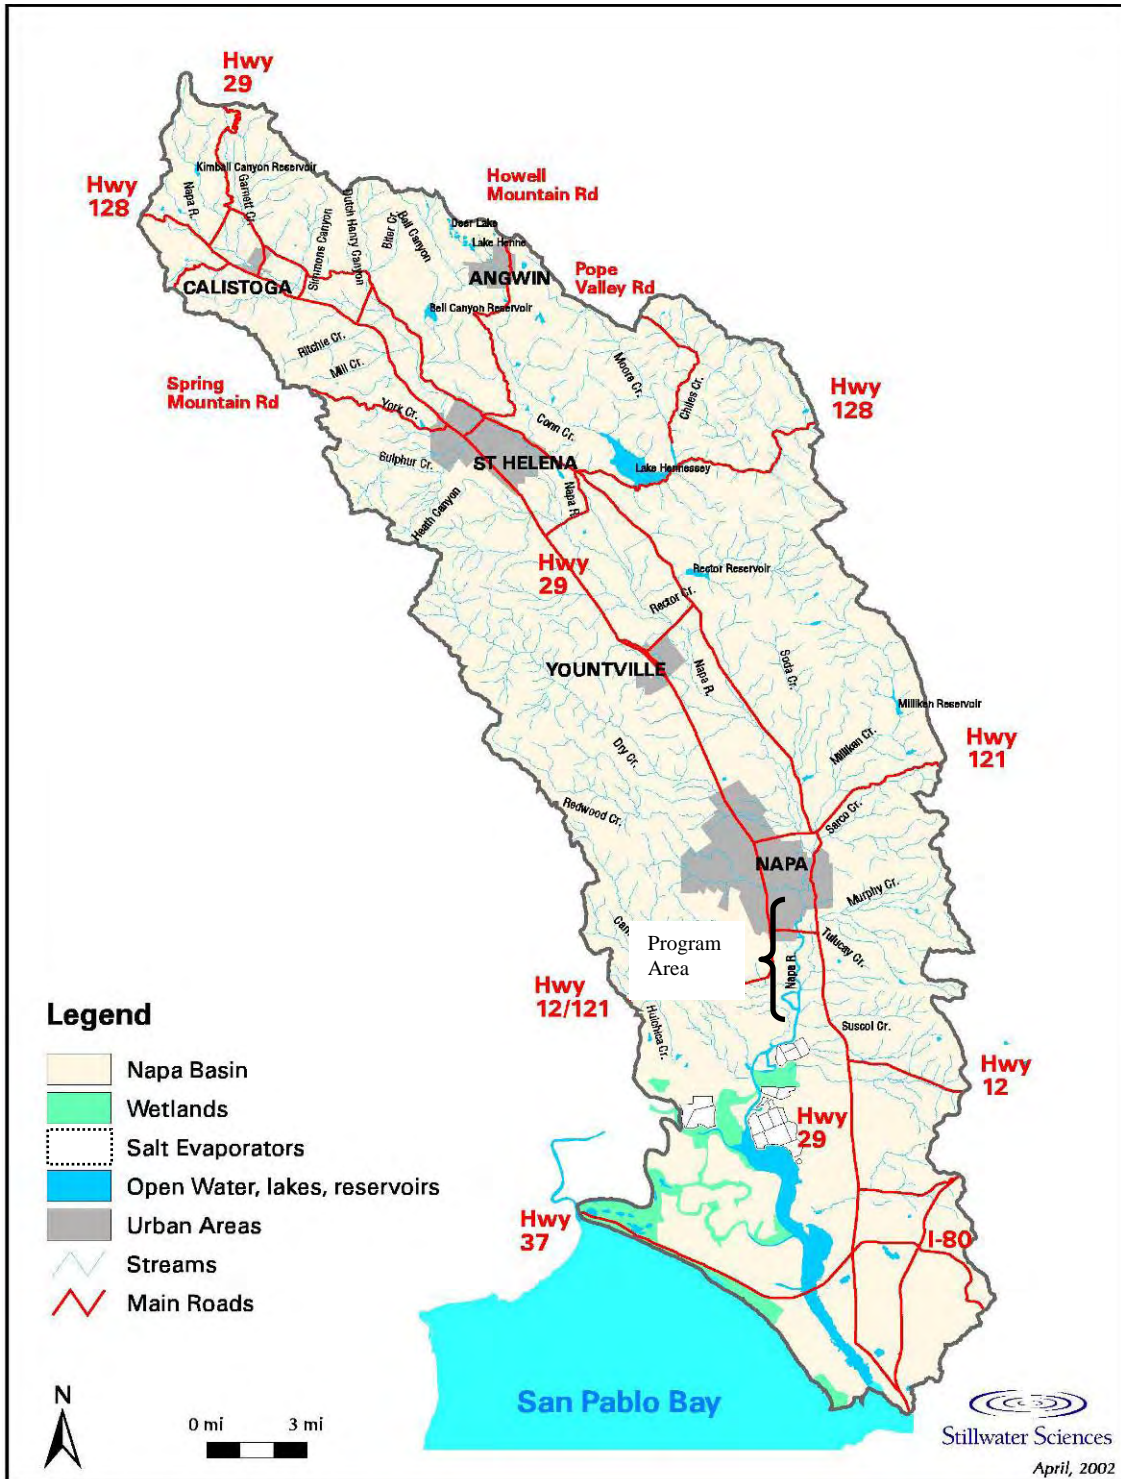 Hwy
29
Kimball Canyon Reservoir
Hwy
128
Napa R.
Garnett Cr.
Simmons Canyon
Dutch Henry Canyon
Biter Cr.
Bell Canyon
Howell
Mountain Rd
Deer Lake
Lake Henne
ANGWIN
Pope
Valley Rd
CALISTOGA
Bell Canyon Reservoir
Ritchie Cr.
Mill Cr.
Moore Cr.
Chiles Cr.
Spring
Mountain Rd
York Cr.
Hwy
128
Conn Cr.
Sulphur Cr.
ST HELENA
Lake Hennessey
Napa R.
Heath Canyon
Hwy
29
Rector Reservoir
Rector Cr.
YOUNTVILLE
Napa R.
Soda Cr.
Milliken Reservoir
Dry Cr.
Milliken Cr.
Hwy
121
Redwood Cr.
Sarco Cr.
NAPA
Murphy Cr.
Program
Area
Napa R.
Tulucay Cr.
Hwy
12/121
Huichica Cr.
Suscol Cr.
Hwy
12
Hwy
29
Hwy
37
I-80
Legend
Napa Basin
Wetlands
Salt Evaporators
Open Water, lakes, reservoirs
Urban Areas
Streams
Main Roads
N
0 mi 3 mi
San Pablo Bay
Stillwater Sciences
April, 2002